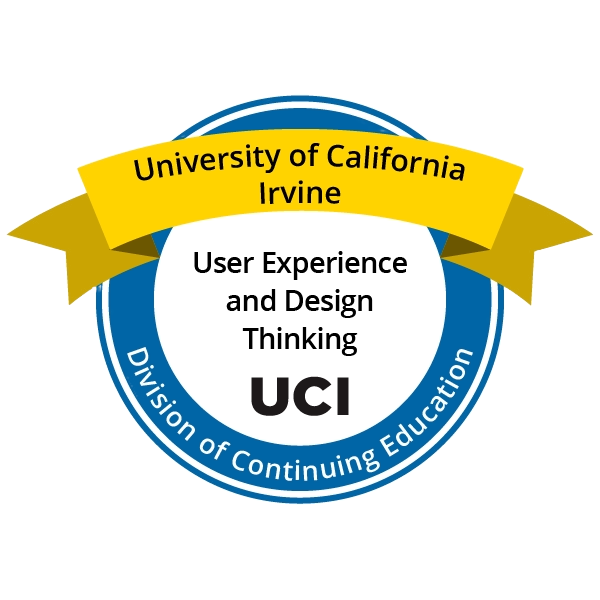 University of California
Irvine
User Experience
and Design
Thinking
UCI
Division of Continuing Education